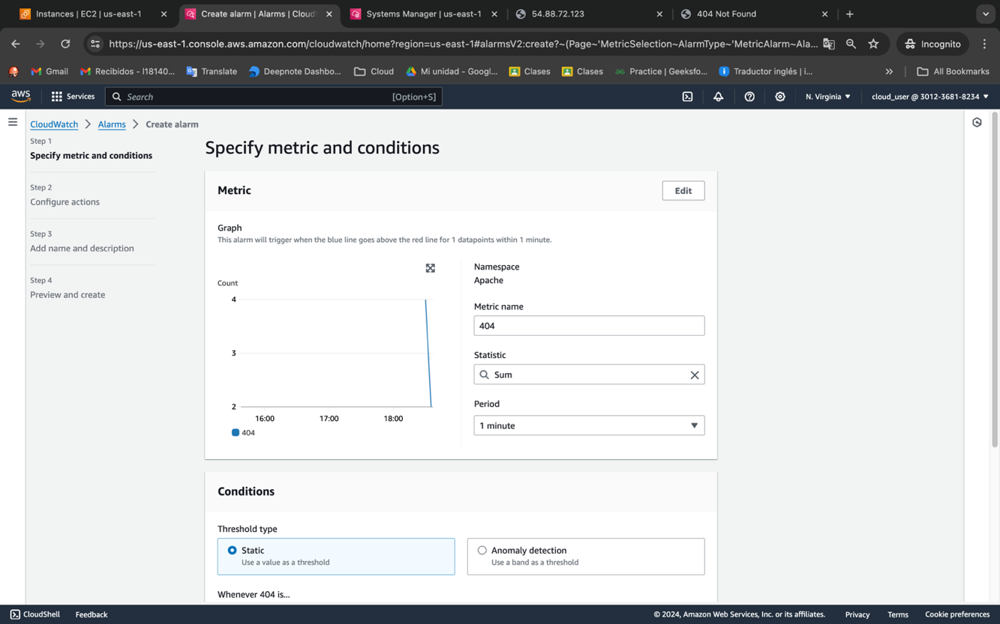 Instances | EC2 | us-east-1
Create alarm | Alarms | Cloud
Systems Manager | us-east-1
54.88.72.123
404 Not Found
https://us-east-1.console.aws.amazon.com/cloudwatch/home?region=us-east-1#alarmsV2:create?~(Page~'MetricSelection~AlarmType~'MetricAlarm~Ala...
Incognito
Gmail
Recibidos - l18140...
Translate
Deepnote Dashbo...
Cloud
Mi unidad - Googl...
Clases
Clases
Practice | Geeksfo...
Traductor inglés | i...
»
All Bookmarks
aws
Services
Search
[Option+S]
N. Virginia
cloud_user @ 3012-3681-8234
CloudWatch
Alarms
Create alarm
Step 1
Specify metric and conditions
Step 2
Configure actions
Step 3
Add name and description
Step 4
Preview and create
Specify metric and conditions
Metric
Edit
Graph
This alarm will trigger when the blue line goes above the red line for 1 datapoints within 1 minute.
Count
4
3
2
16:00
17:00
18:00
404
Namespace
Apache
Metric name
404
Statistic
Sum
Period
1 minute
Conditions
Threshold type
Static
Use a value as a threshold
Anomaly detection
Use a band as a threshold
Whenever 404 is...
CloudShell
Feedback
© 2024, Amazon Web Services, Inc. or its affiliates.
Privacy
Terms
Cookie preferences